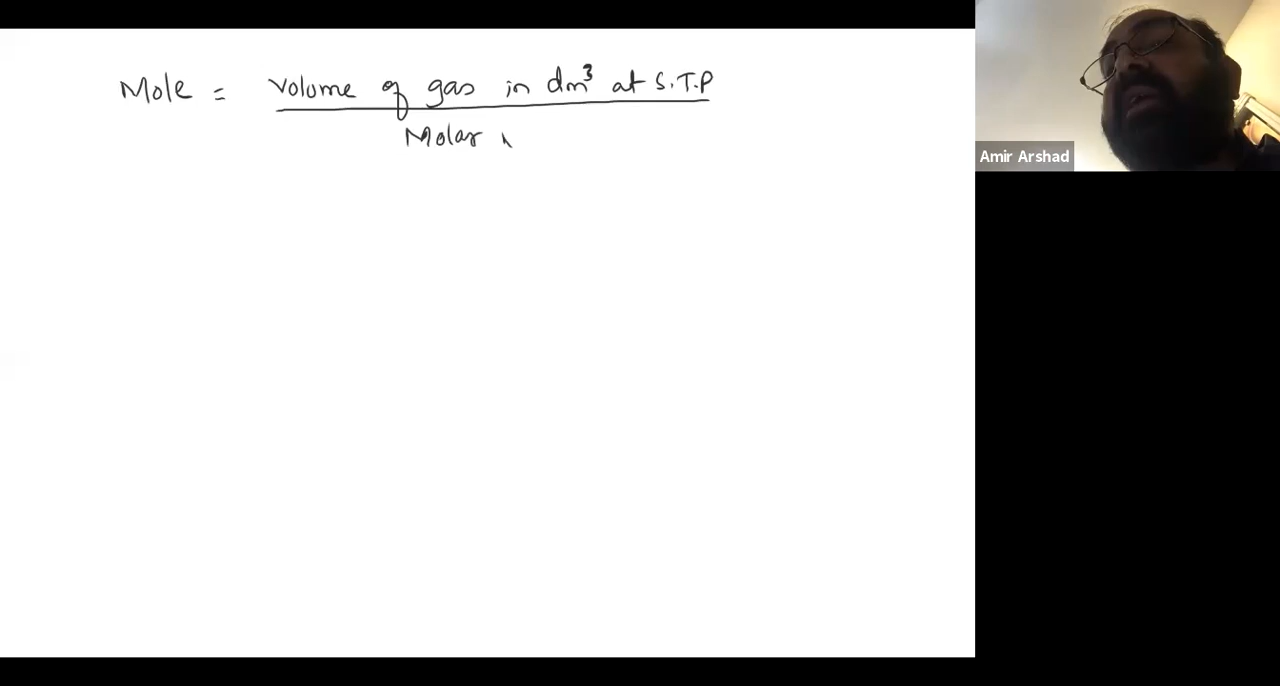 Mole = volume of gas in dm³ at S.T.P
Molar
Amir Arshad